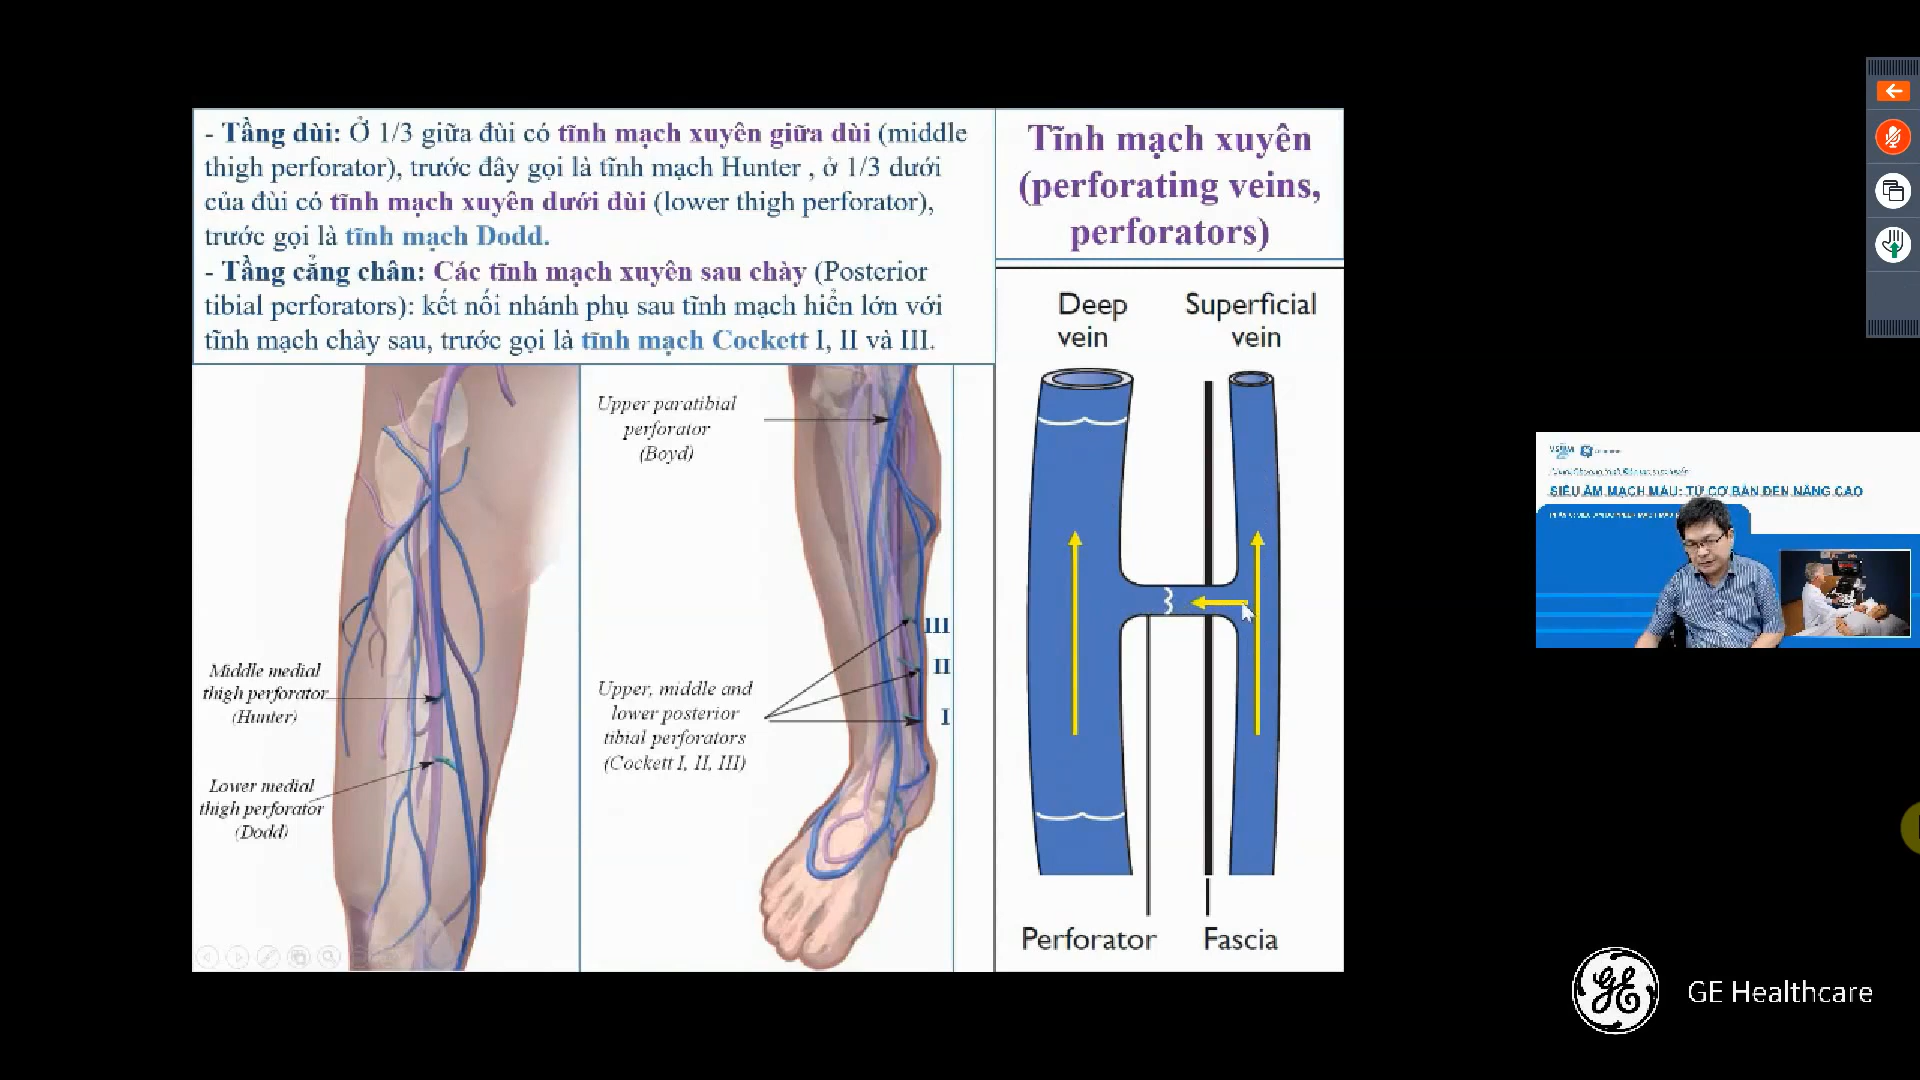 - Tầng dùi: Ở 1/3 giữa đùi có tĩnh mạch xuyên giữa dùi (middle
thigh perforator), trước đây gọi là tĩnh mạch Hunter , ở 1/3 dưới
của đùi có tĩnh mạch xuyên dưới dùi (lower thigh perforator),
trước gọi là tĩnh mạch Dodd.
- Tầng cẳng chân: Các tĩnh mạch xuyên sau chày (Posterior
tibial perforators): kết nối nhánh phụ sau tĩnh mạch hiển lớn với
tĩnh mạch chày sau, trước gọi là tĩnh mạch Cockett I, II và III.
Tĩnh mạch xuyên
(perforating veins,
perforators)
Middle medial
thigh perforator
(Hunter)
Lower medial
thigh perforator
(Dodd)
Upper paratibial
perforator
(Boyd)
Upper, middle and
lower posterior
tibial perforators
(Cockett I, II, III)
III
II
I
Deep
vein
Superficial
vein
Perforator
Fascia
SIÊU ÂM MẠCH MÁU: TỪ CƠ BẢN ĐẾN NÂNG CAO
GE Healthcare